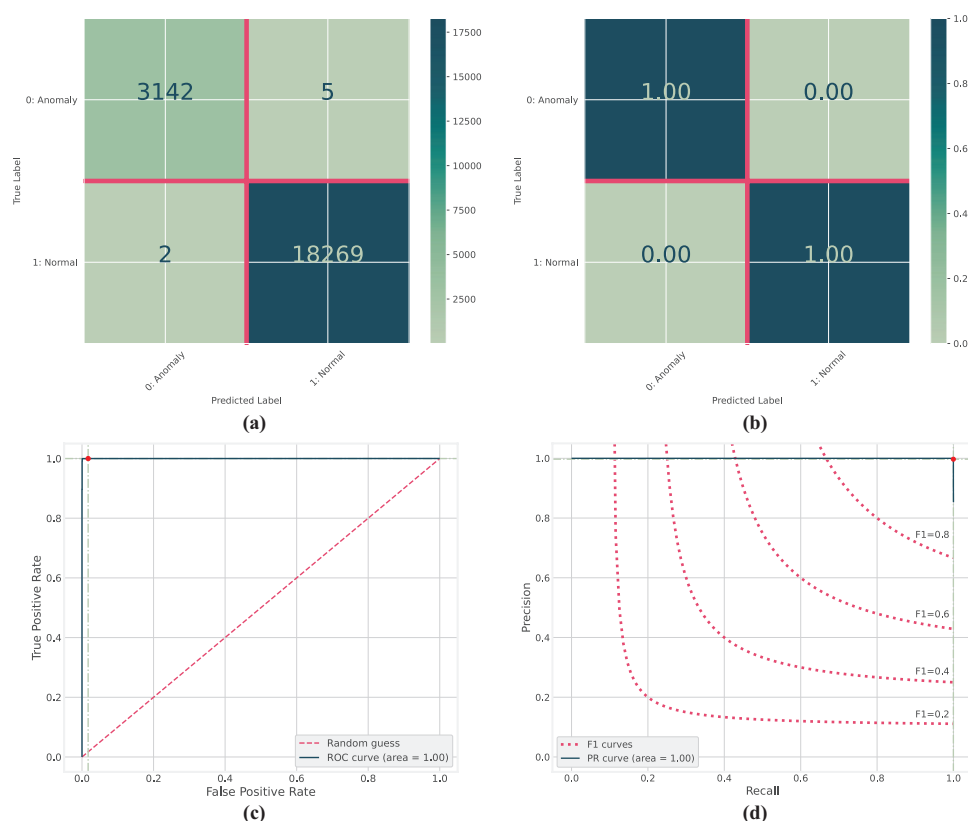 17500
15000
12500
10000
7500
5000
2500
True Label
0: Anomaly
1: Normal
3142
5
2
18269
0: Anomaly
1: Normal
Predicted Label
(a)
1.0
0.8
0.6
0.4
0.2
0.0
True Label
0: Anomaly
1: Normal
1.00
0.00
0.00
1.00
0: Anomaly
1: Normal
Predicted Label
(b)
True Positive Rate
1.0
0.8
0.6
0.4
0.2
0.0
Random guess
ROC curve (area = 1.00)
0.0 0.2 0.4 0.6 0.8 1.0
False Positive Rate
(c)
Precision
1.0
0.8
0.6
0.4
0.2
0.0
F1=0.8
F1=0.6
F1=0.4
F1=0.2
F1 curves
PR curve (area = 1.00)
0.0 0.2 0.4 0.6 0.8 1.0
Recall
(d)